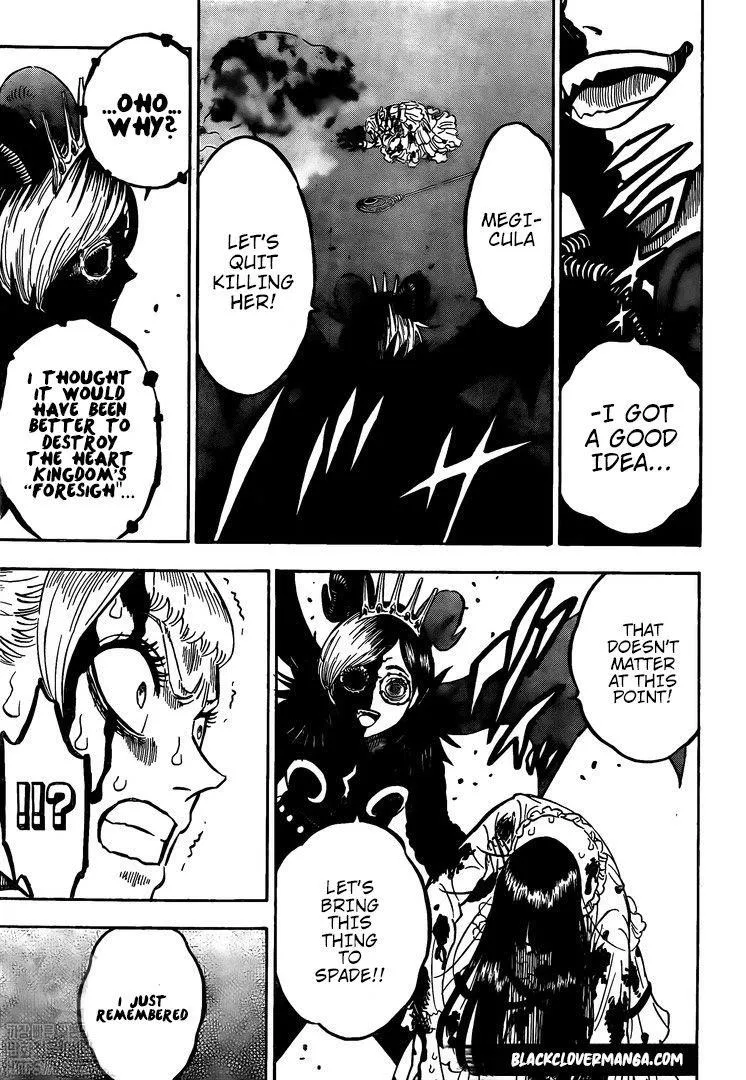 -I GOT
A GOOD
IDEA...
MEGI-
CULA
LET'S
QUIT
KILLING
HER!
...OHO...
WHY?
I THOUGHT
IT WOULD
HAVE BEEN
BETTER TO
DESTROY
THE HEART
KINGDOM'S
"FORESIGH"...
THAT
DOESN'T
MATTER
AT THIS
POINT!
LET'S
BRING
THIS
THING
TO
SPADE!!
!!?
I JUST
REMEMBERED
BLACKCLOVERMANGA.COM